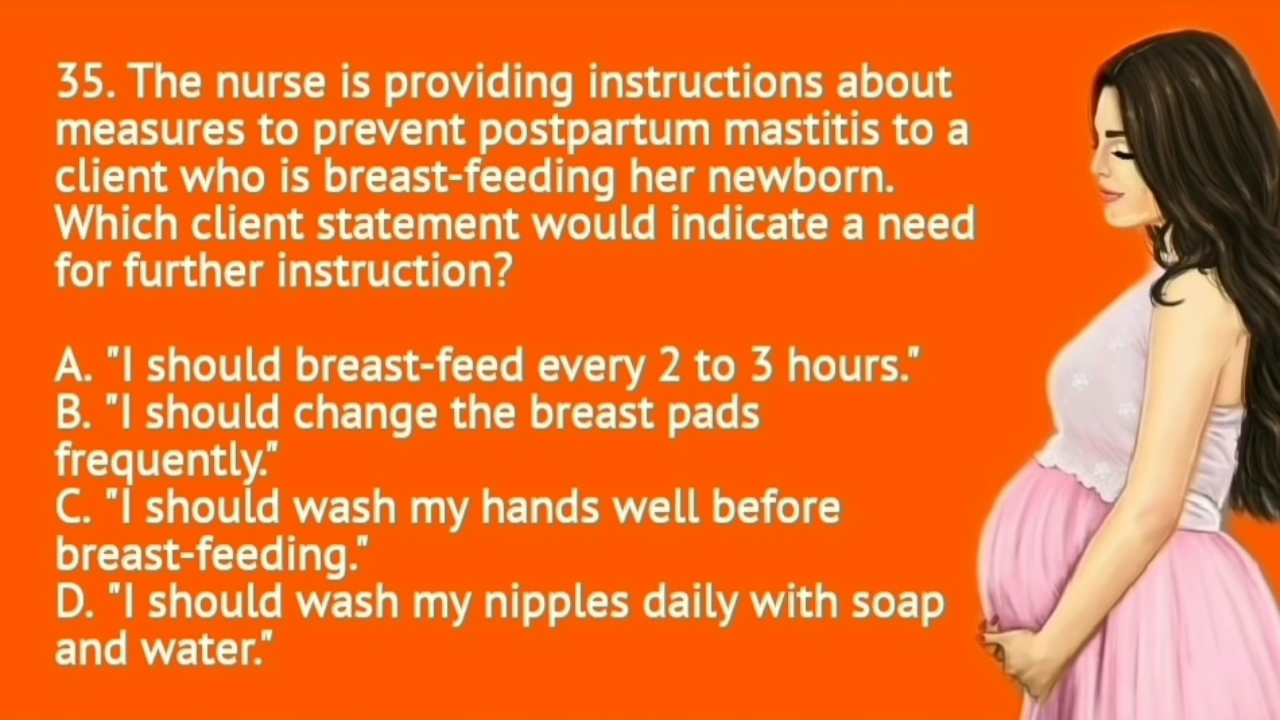 35. The nurse is providing instructions about
measures to prevent postpartum mastitis to a
client who is breast-feeding her newborn.
Which client statement would indicate a need
for further instruction?
A. "I should breast-feed every 2 to 3 hours."
B. "I should change the breast pads
frequently."
C. "I should wash my hands well before
breast-feeding."
D. "I should wash my nipples daily with soap
and water."